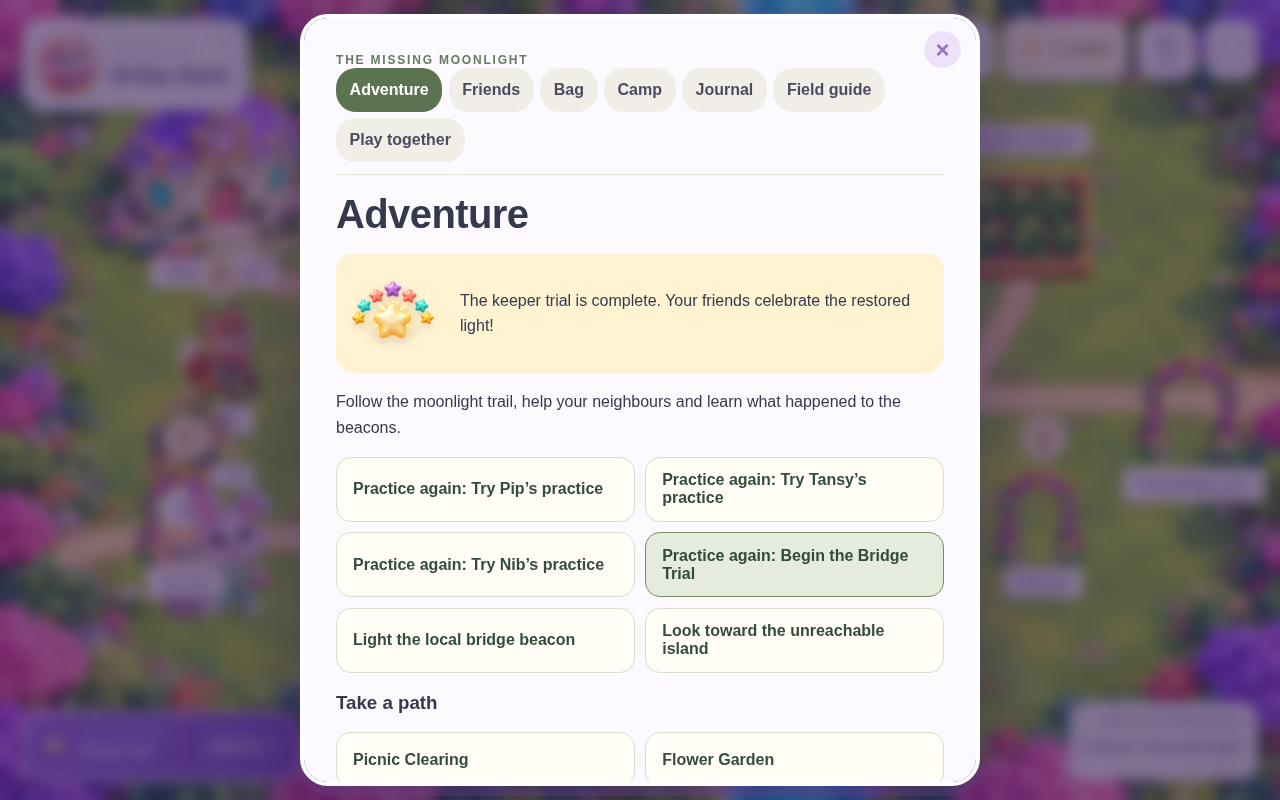 THE MISSING MOONLIGHT
Adventure
Friends
Bag
Camp
Journal
Field guide
Play together
Adventure
The keeper trial is complete. Your friends celebrate the restored
light!
Follow the moonlight trail, help your neighbours and learn what happened to the
beacons.
Practice again: Try Pip’s practice
Practice again: Try Tansy’s
practice
Practice again: Try Nib’s practice
Practice again: Begin the Bridge
Trial
Light the local bridge beacon
Look toward the unreachable
island
Take a path
Picnic Clearing
Flower Garden